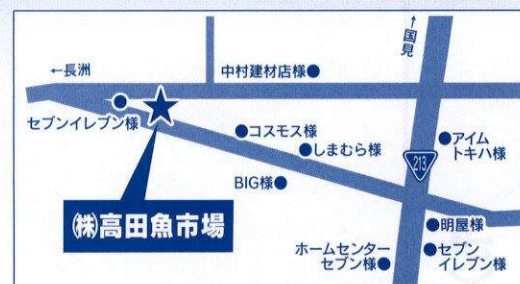 ↑国見
←長洲
中村建材店様●
セブンイレブン様
●コスモス様
●しまむら様
●アイム
トキハ様
213
BIG様●
㈱高田魚市場
●明屋様
ホームセンター
セブン様●
●セブン
イレブン様